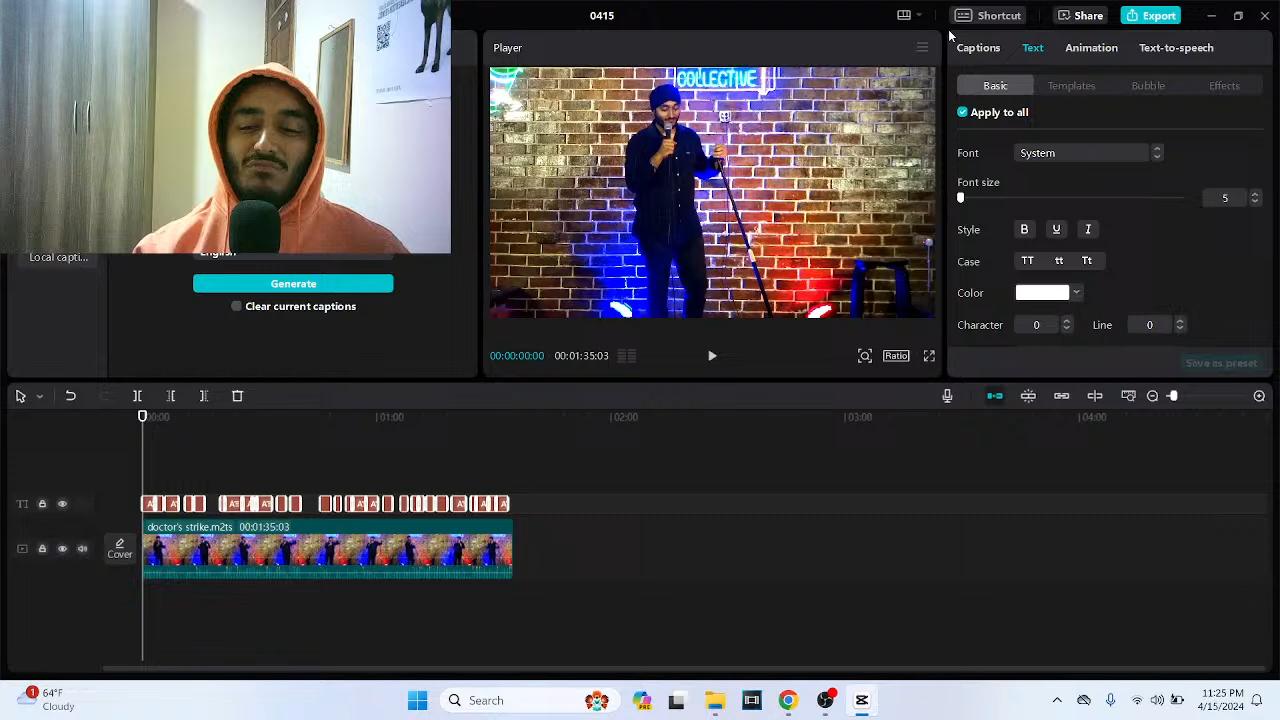 0415
Shortcut
Share
Export
Player
COLLECTIVE
Captions Text Animation Text-to-speech
Basic Bubble Effects
Apply to all
Font System
Font size
5
Style B U I
Case TT tt Tt
Color
Character 0 Line 0
Save as preset
English
Generate
Clear current captions
00:00:00:00 00:01:35:03
Ratio
00:00 01:00 02:00 03:00 04:00
TI
doctor's strike.m2ts 00:01:35:03
Cover
1
64°F
Cloudy
Search
PRE
11:25 PM
4/15/2024